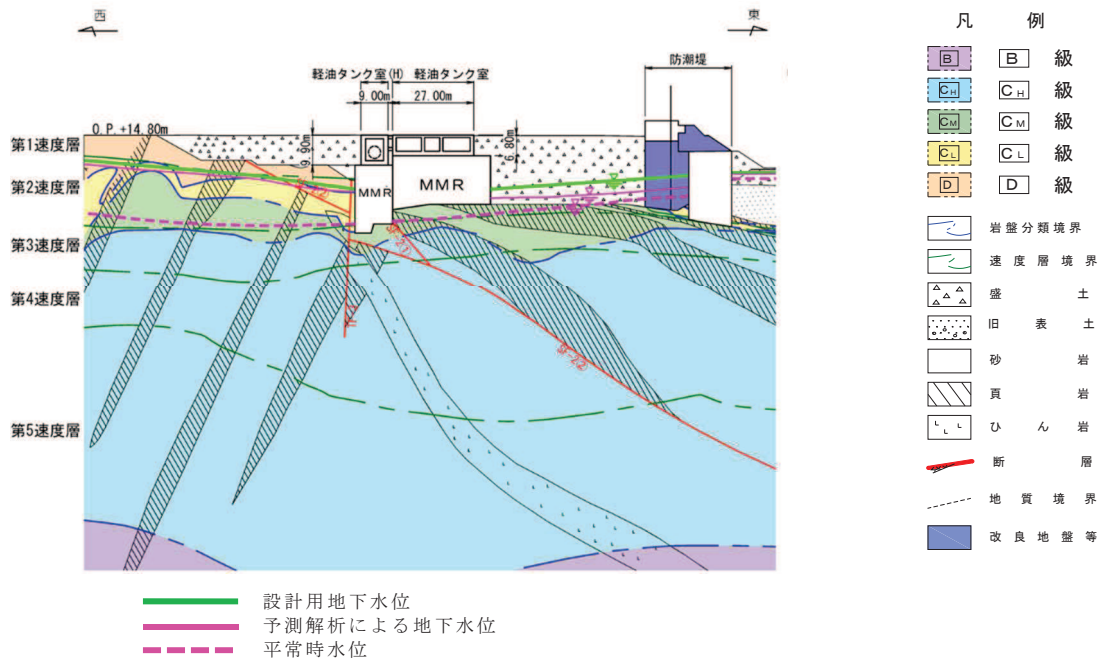 西
東
軽油タンク室(H) 軽油タンク室
9.00m 27.00m
防潮堤
O.P.+14.80m
9.90m
6.80m
第1速度層
第2速度層
第3速度層
第4速度層
第5速度層
MMR
MMR
SF-2(1)
SF-2(2)
凡 例
B B 級
CH CH 級
CM CM 級
CL CL 級
D D 級
岩盤分類境界
速度層境界
盛土
旧表土
砂岩
頁岩
ひん岩
断層
地質境界
改良地盤等
設計用地下水位
予測解析による地下水位
平常時水位